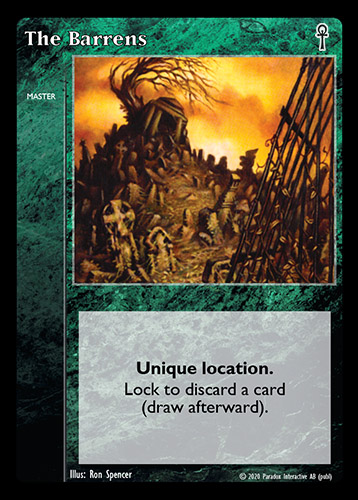 The Barrens
MASTER
Unique location.
Lock to discard a card
(draw afterward).
Illus: Ron Spencer
© 2020 Paradox Interactive AB (publ)